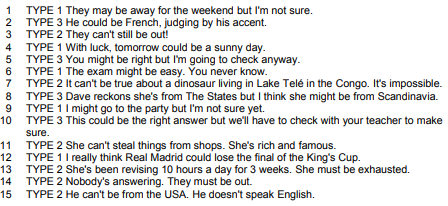 1 TYPE 1 They may be away for the weekend but I'm not sure.
2 TYPE 3 He could be French, judging by his accent.
3 TYPE 2 They can't still be out!
4 TYPE 1 With luck, tomorrow could be a sunny day.
5 TYPE 3 You might be right but I'm going to check anyway.
6 TYPE 1 The exam might be easy. You never know.
7 TYPE 2 It can't be true about a dinosaur living in Lake Telé in the Congo. It's impossible.
8 TYPE 3 Dave reckons she's from The States but I think she might be from Scandinavia.
9 TYPE 1 I might go to the party but I'm not sure yet.
10 TYPE 3 This could be the right answer but we'll have to check with your teacher to make
sure.
11 TYPE 2 She can't steal things from shops. She's rich and famous.
12 TYPE 1 I really think Real Madrid could lose the final of the King's Cup.
13 TYPE 2 She's been revising 10 hours a day for 3 weeks. She must be exhausted.
14 TYPE 2 Nobody's answering. They must be out.
15 TYPE 2 He can't be from the USA. He doesn't speak English.